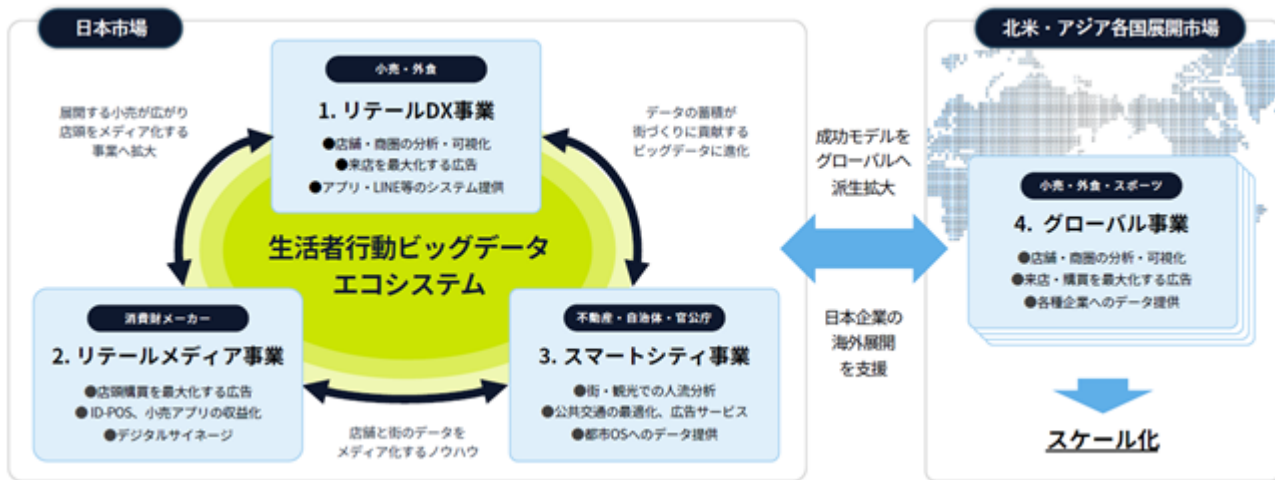 日本市場
小売・外食
1. リテールDX事業
●店舗・商圏の分析・可視化
●来店を最大化する広告
●アプリ・LINE等のシステム提供
展開する小売が広がり
店頭をメディア化する
事業へ拡大
データの蓄積が
街づくりに貢献する
ビッグデータに進化
生活者行動ビッグデータ
エコシステム
消費財メーカー
2. リテールメディア事業
●店頭購買を最大化する広告
●ID-POS、小売アプリの収益化
●デジタルサイネージ
不動産・自治体・官公庁
3. スマートシティ事業
●街・観光での人流分析
●公共交通の最適化、広告サービス
●都市OSへのデータ提供
店舗と街のデータを
メディア化するノウハウ
成功モデルを
グローバルへ
派生拡大
日本企業の
海外展開
を支援
北米・アジア各国展開市場
小売・外食・スポーツ
4. グローバル事業
●店舗・商圏の分析・可視化
●来店・購買を最大化する広告
●各種企業へのデータ提供
スケール化